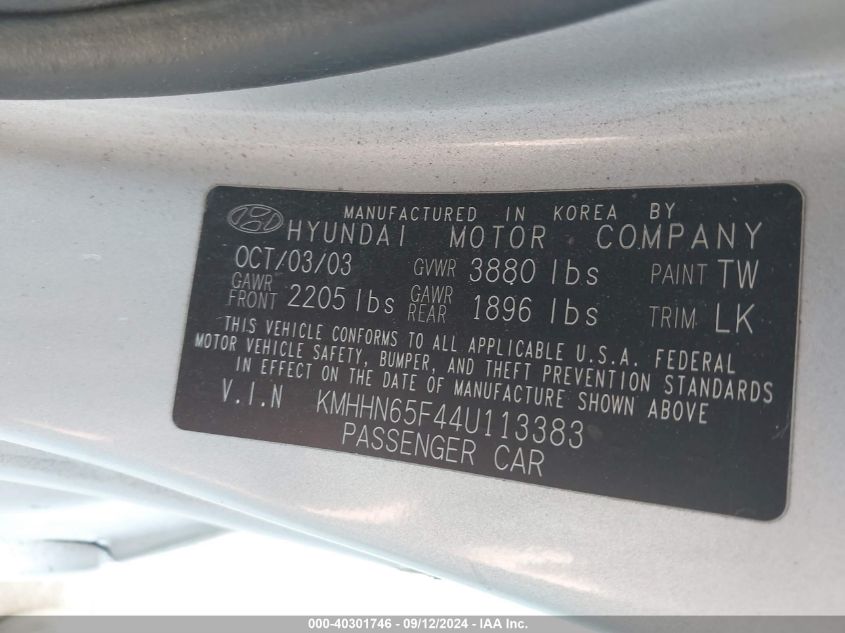 MANUFACTURED IN KOREA BY
HYUNDAI MOTOR COMPANY
OCT/03/03 GVWR 3880 lbs PAINT TW
GAWR FRONT 2205 lbs GAWR REAR 1896 lbs TRIM LK
THIS VEHICLE CONFORMS TO ALL APPLICABLE U.S.A. FEDERAL
MOTOR VEHICLE SAFETY, BUMPER, AND THEFT PREVENTION STANDARDS
IN EFFECT ON THE DATE OF MANUFACTURE SHOWN ABOVE
V.I.N KMHHN65F44U113383
PASSENGER CAR
000-40301746 - 09/12/2024 - © IAA, Inc.